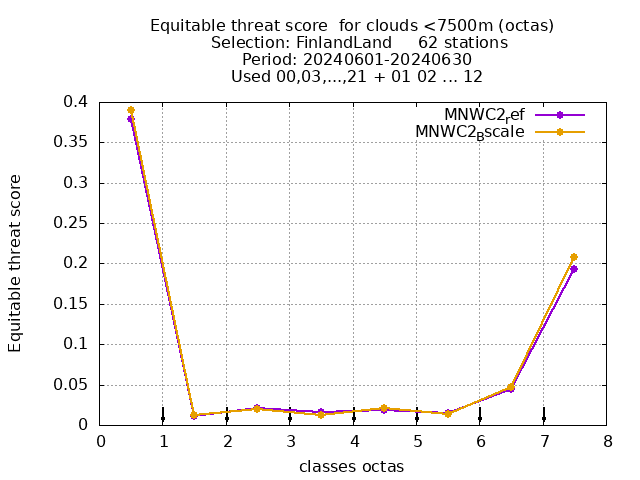 Equitable threat score  for clouds <7500m (octas)
Selection: FinlandLand     62 stations
Period: 20240601-20240630
Used 00,03,...,21 + 01 02 ... 12
MNWC2ref
MNWC2Bscale
0.4
0.35
0.3
0.25
0.2
0.15
0.1
0.05
0
Equitable threat score
0 1 2 3 4 5 6 7 8
classes octas